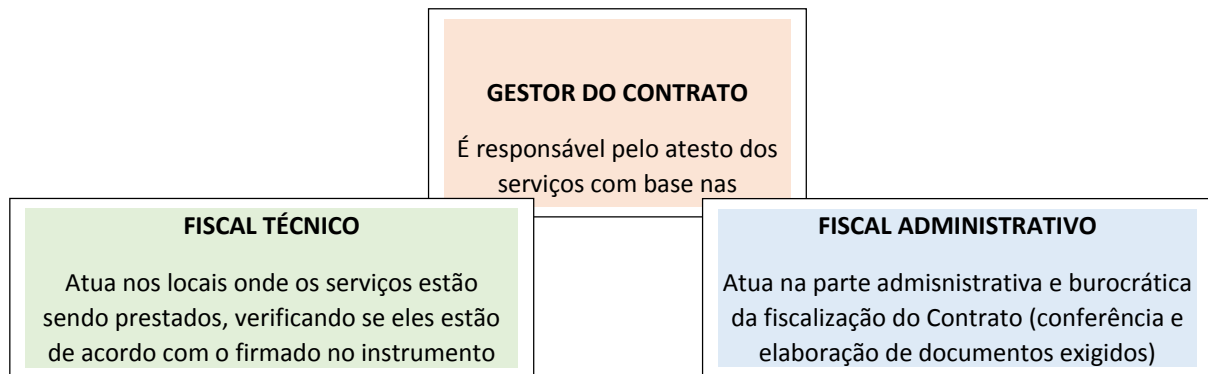 GESTOR DO CONTRATO
É responsável pelo atesto dos
serviços com base nas
FISCAL TÉCNICO
Atua nos locais onde os serviços estão
sendo prestados, verificando se eles estão
de acordo com o firmado no instrumento
FISCAL ADMINISTRATIVO
Atua na parte admisnistrativa e burocrática
da fiscalização do Contrato (conferência e
elaboração de documentos exigidos)